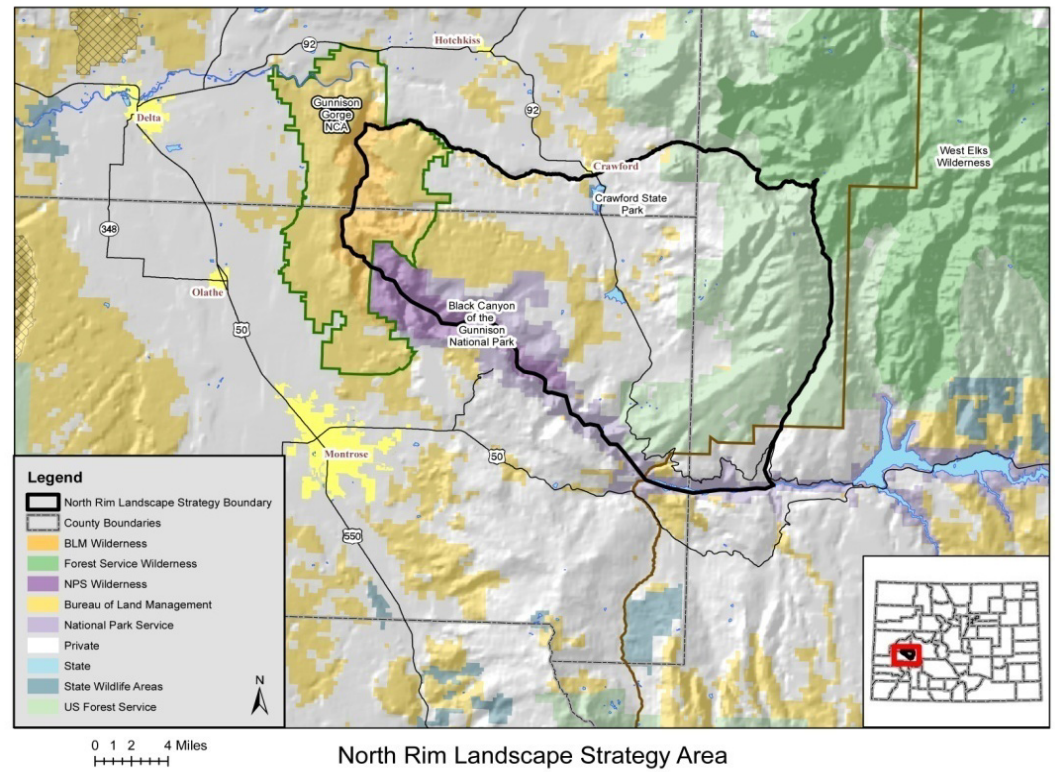 92
Hotchkiss
Gunnison
Gorge
NCA
92
Delta
West Elks
Wilderness
Crawford
Crawford State
Park
348
Olathe
Black Canyon
of the
Gunnison
National Park
50
50
Montrose
550
Legend
North Rim Landscape Strategy Boundary
County Boundaries
BLM Wilderness
Forest Service Wilderness
NPS Wilderness
Bureau of Land Management
National Park Service
Private
State
State Wildlife Areas
US Forest Service
N
0 1 2 4 Miles
North Rim Landscape Strategy Area